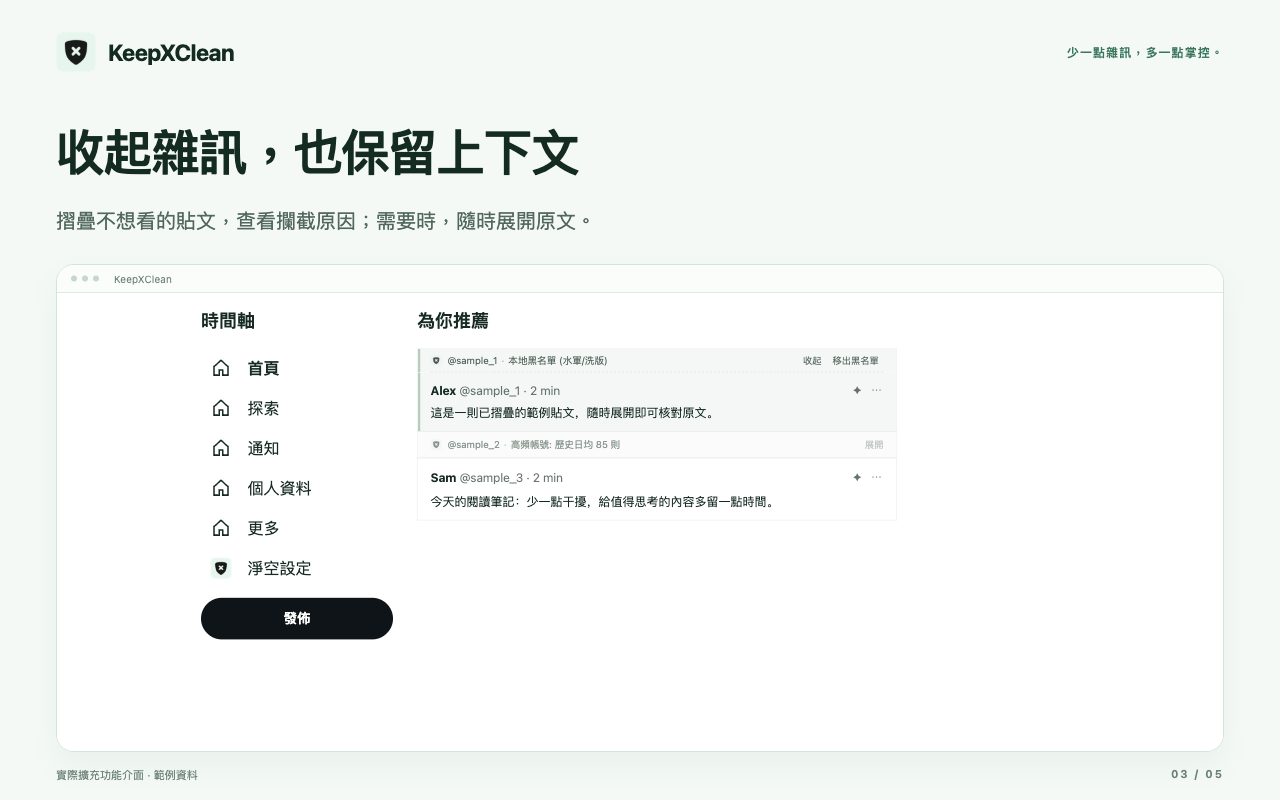 KeepXClean
少一點雜訊，多一點掌控。
收起雜訊，也保留上下文
摺疊不想看的貼文，查看攔截原因；需要時，隨時展開原文。
KeepXClean
時間軸
首頁
探索
通知
個人資料
更多
淨空設定
發佈
為你推薦
@sample_1 · 本地黑名單 (水軍/洗版) 收起 移出黑名單
Alex @sample_1 · 2 min
這是一則已摺疊的範例貼文，隨時展開即可核對原文。
@sample_2 · 高頻帳號: 歷史日均 85 則 展開
Sam @sample_3 · 2 min
今天的閱讀筆記：少一點干擾，給值得思考的內容多留一點時間。
實際擴充功能介面 · 範例資料
03 / 05